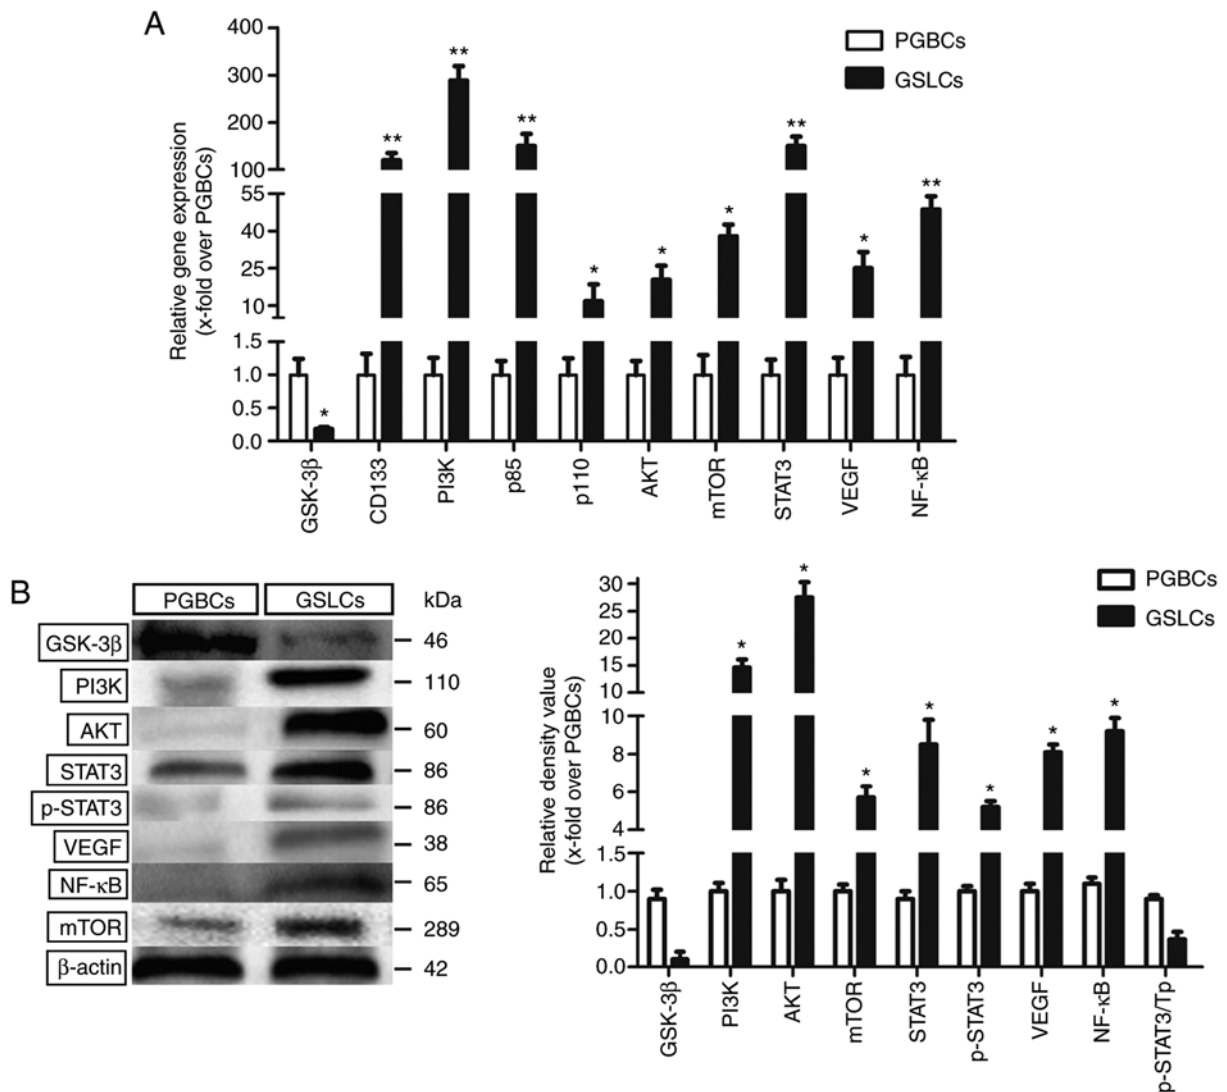 A
400
300
200
100
55
40
25
10
1.5
1.0
0.5
0.0
Relative gene expression
(x-fold over PGBCs)
PGBCs
GSLCs
**
**
**
**
**
*
*
*
*
*
GSK-3β
CD133
PI3K
p85
p110
AKT
mTOR
STAT3
VEGF
NF-κB
B
PGBCs GSLCs kDa
GSK-3β 46
PI3K 110
AKT 60
STAT3 86
p-STAT3 86
VEGF 38
NF-κB 65
mTOR 289
β-actin 42
PGBCs
GSLCs
30
25
20
15
10
10
8
6
4
1.5
1.0
0.5
0.0
Relative density value
(x-fold over PGBCs)
*
*
*
*
*
*
*
GSK-3β
PI3K
AKT
mTOR
STAT3
p-STAT3
VEGF
NF-κB
p-STAT3/Tp